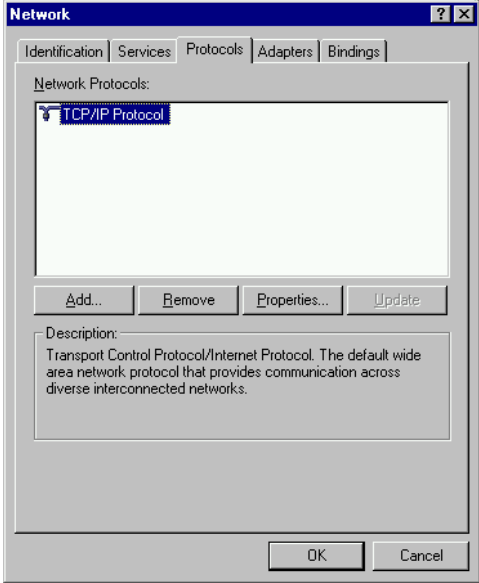 Network
Identification Services Protocols Adapters Bindings
Network Protocols:
TCP/IP Protocol
Add... Remove Properties... Update
Description:
Transport Control Protocol/Internet Protocol. The default wide
area network protocol that provides communication across
diverse interconnected networks.
OK Cancel